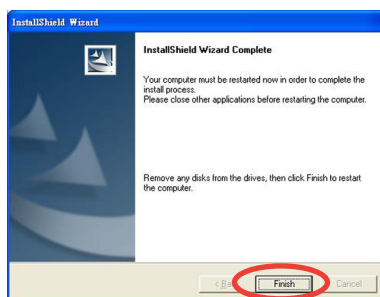 InstallShield Wizard
InstallShield Wizard Complete
Your computer must be restarted now in order to complete the
install process.
Please close other applications before restarting the computer.
Remove any disks from the drives, then click Finish to restart
the computer.
Finish
Cancel